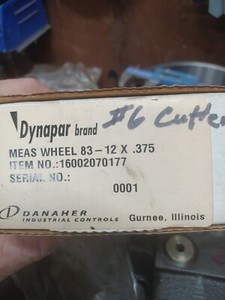 Dynapar brand #6 Cutter
MEAS WHEEL 83-12 X .375
ITEM NO.:16002070177
SERIAL NO.:
0001
DANAHER
INDUSTRIAL CONTROLS
Gurnee, Illinois